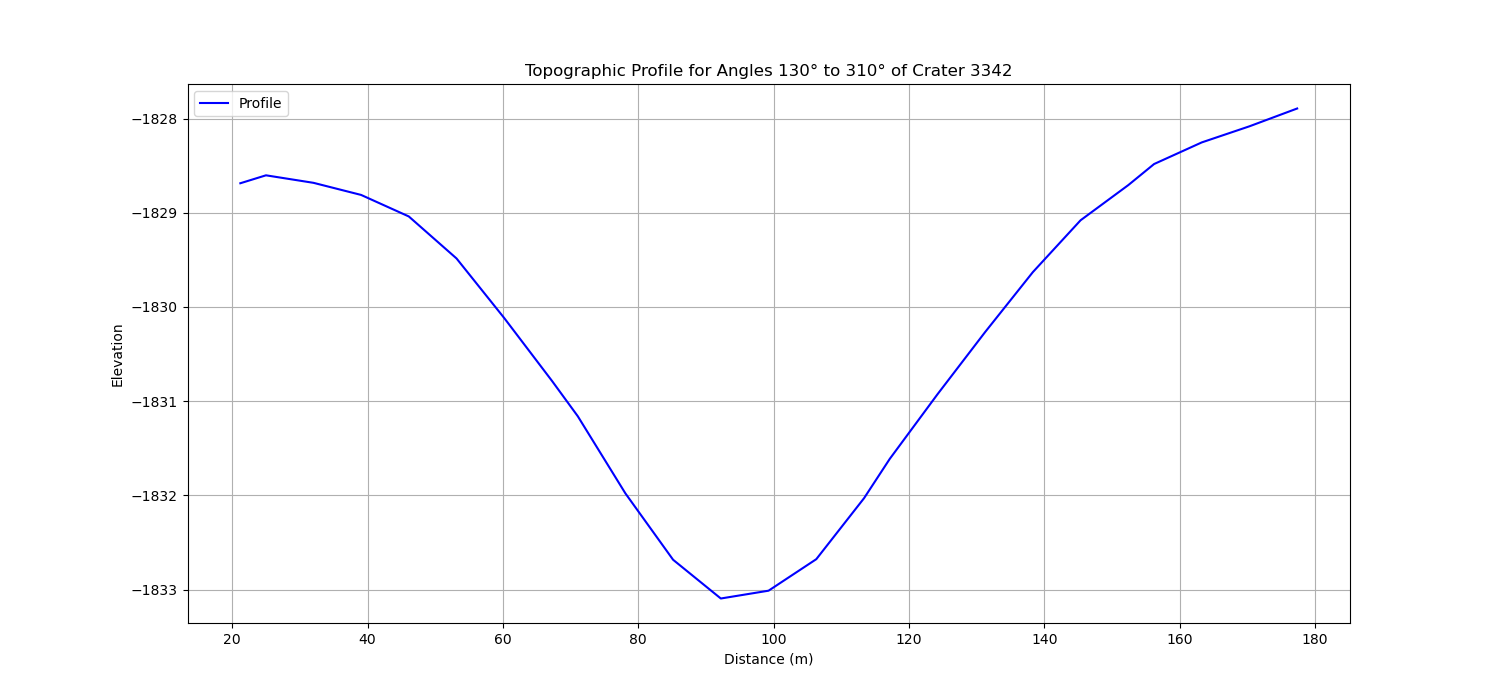 Topographic Profile for Angles 130° to 310° of Crater 3342
Profile
−1828
−1829
−1830
−1831
−1832
−1833
Elevation
20 40 60 80 100 120 140 160 180
Distance (m)